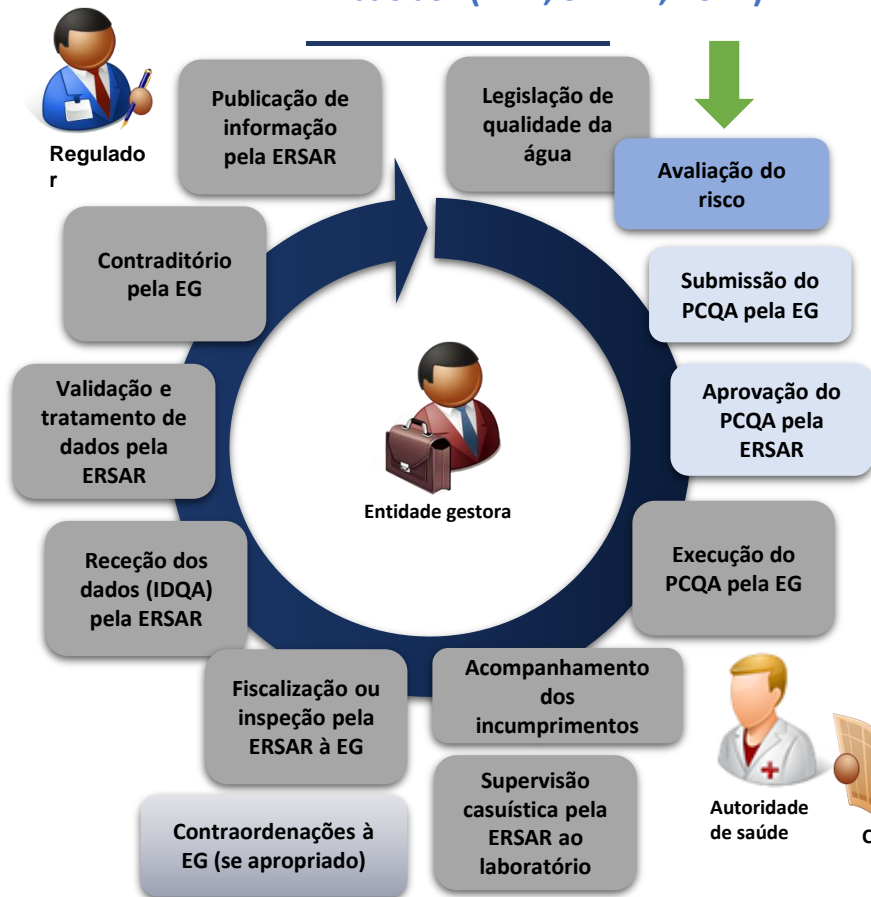 Regulado
r
Publicação de
informação
pela ERSAR
Legislação de
qualidade da
água
Avaliação do
risco
Submissão do
PCQA pela EG
Aprovação do
PCQA pela
ERSAR
Execução do
PCQA pela EG
Acompanhamento
dos
incumprimentos
Supervisão
casuística pela
ERSAR ao
laboratório
Fiscalização ou
inspeção pela
ERSAR à EG
Contraordenações à
EG (se apropriado)
Receção dos
dados (IDQA)
pela ERSAR
Validação e
tratamento de
dados pela
ERSAR
Contraditório
pela EG
Entidade gestora
Autoridade
de saúde